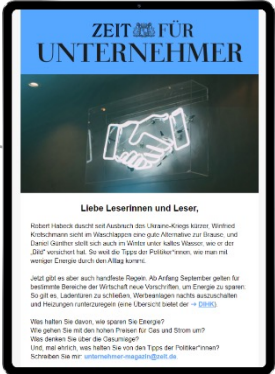 ZEIT FÜR
UNTERNEHMER
Liebe Leserinnen und Leser,
Robert Habeck duscht seit Ausbruch des Ukraine-Kriegs kürzer, Winfried
Kretschmann sieht im Waschlappen eine gute Alternative zur Brause, und
Daniel Günther stellt sich auch im Winter unter kaltes Wasser, wie er der
„Bild“ versichert hat. So weit die Tipps der Politiker*innen, wie man mit
weniger Energie durch den Alltag kommt.
Jetzt gibt es aber auch handfeste Regeln. Ab Anfang September gelten für
bestimmte Bereiche der Wirtschaft neue Vorschriften, um Energie zu sparen:
So gilt es, Ladentüren zu schließen, Werbeanlagen nachts auszuschalten
und Heizungen runterzuregeln (eine Übersicht bietet der → DIHK).
Was halten Sie davon, wie sparen Sie Energie?
Wie gehen Sie mit den hohen Preisen für Gas und Strom um?
Was denken Sie über die Gasumlage?
Und, mal ehrlich, was halten Sie von den Tipps der Politiker*innen?
Schreiben Sie mir: unternehmer-magazin@zeit.de.